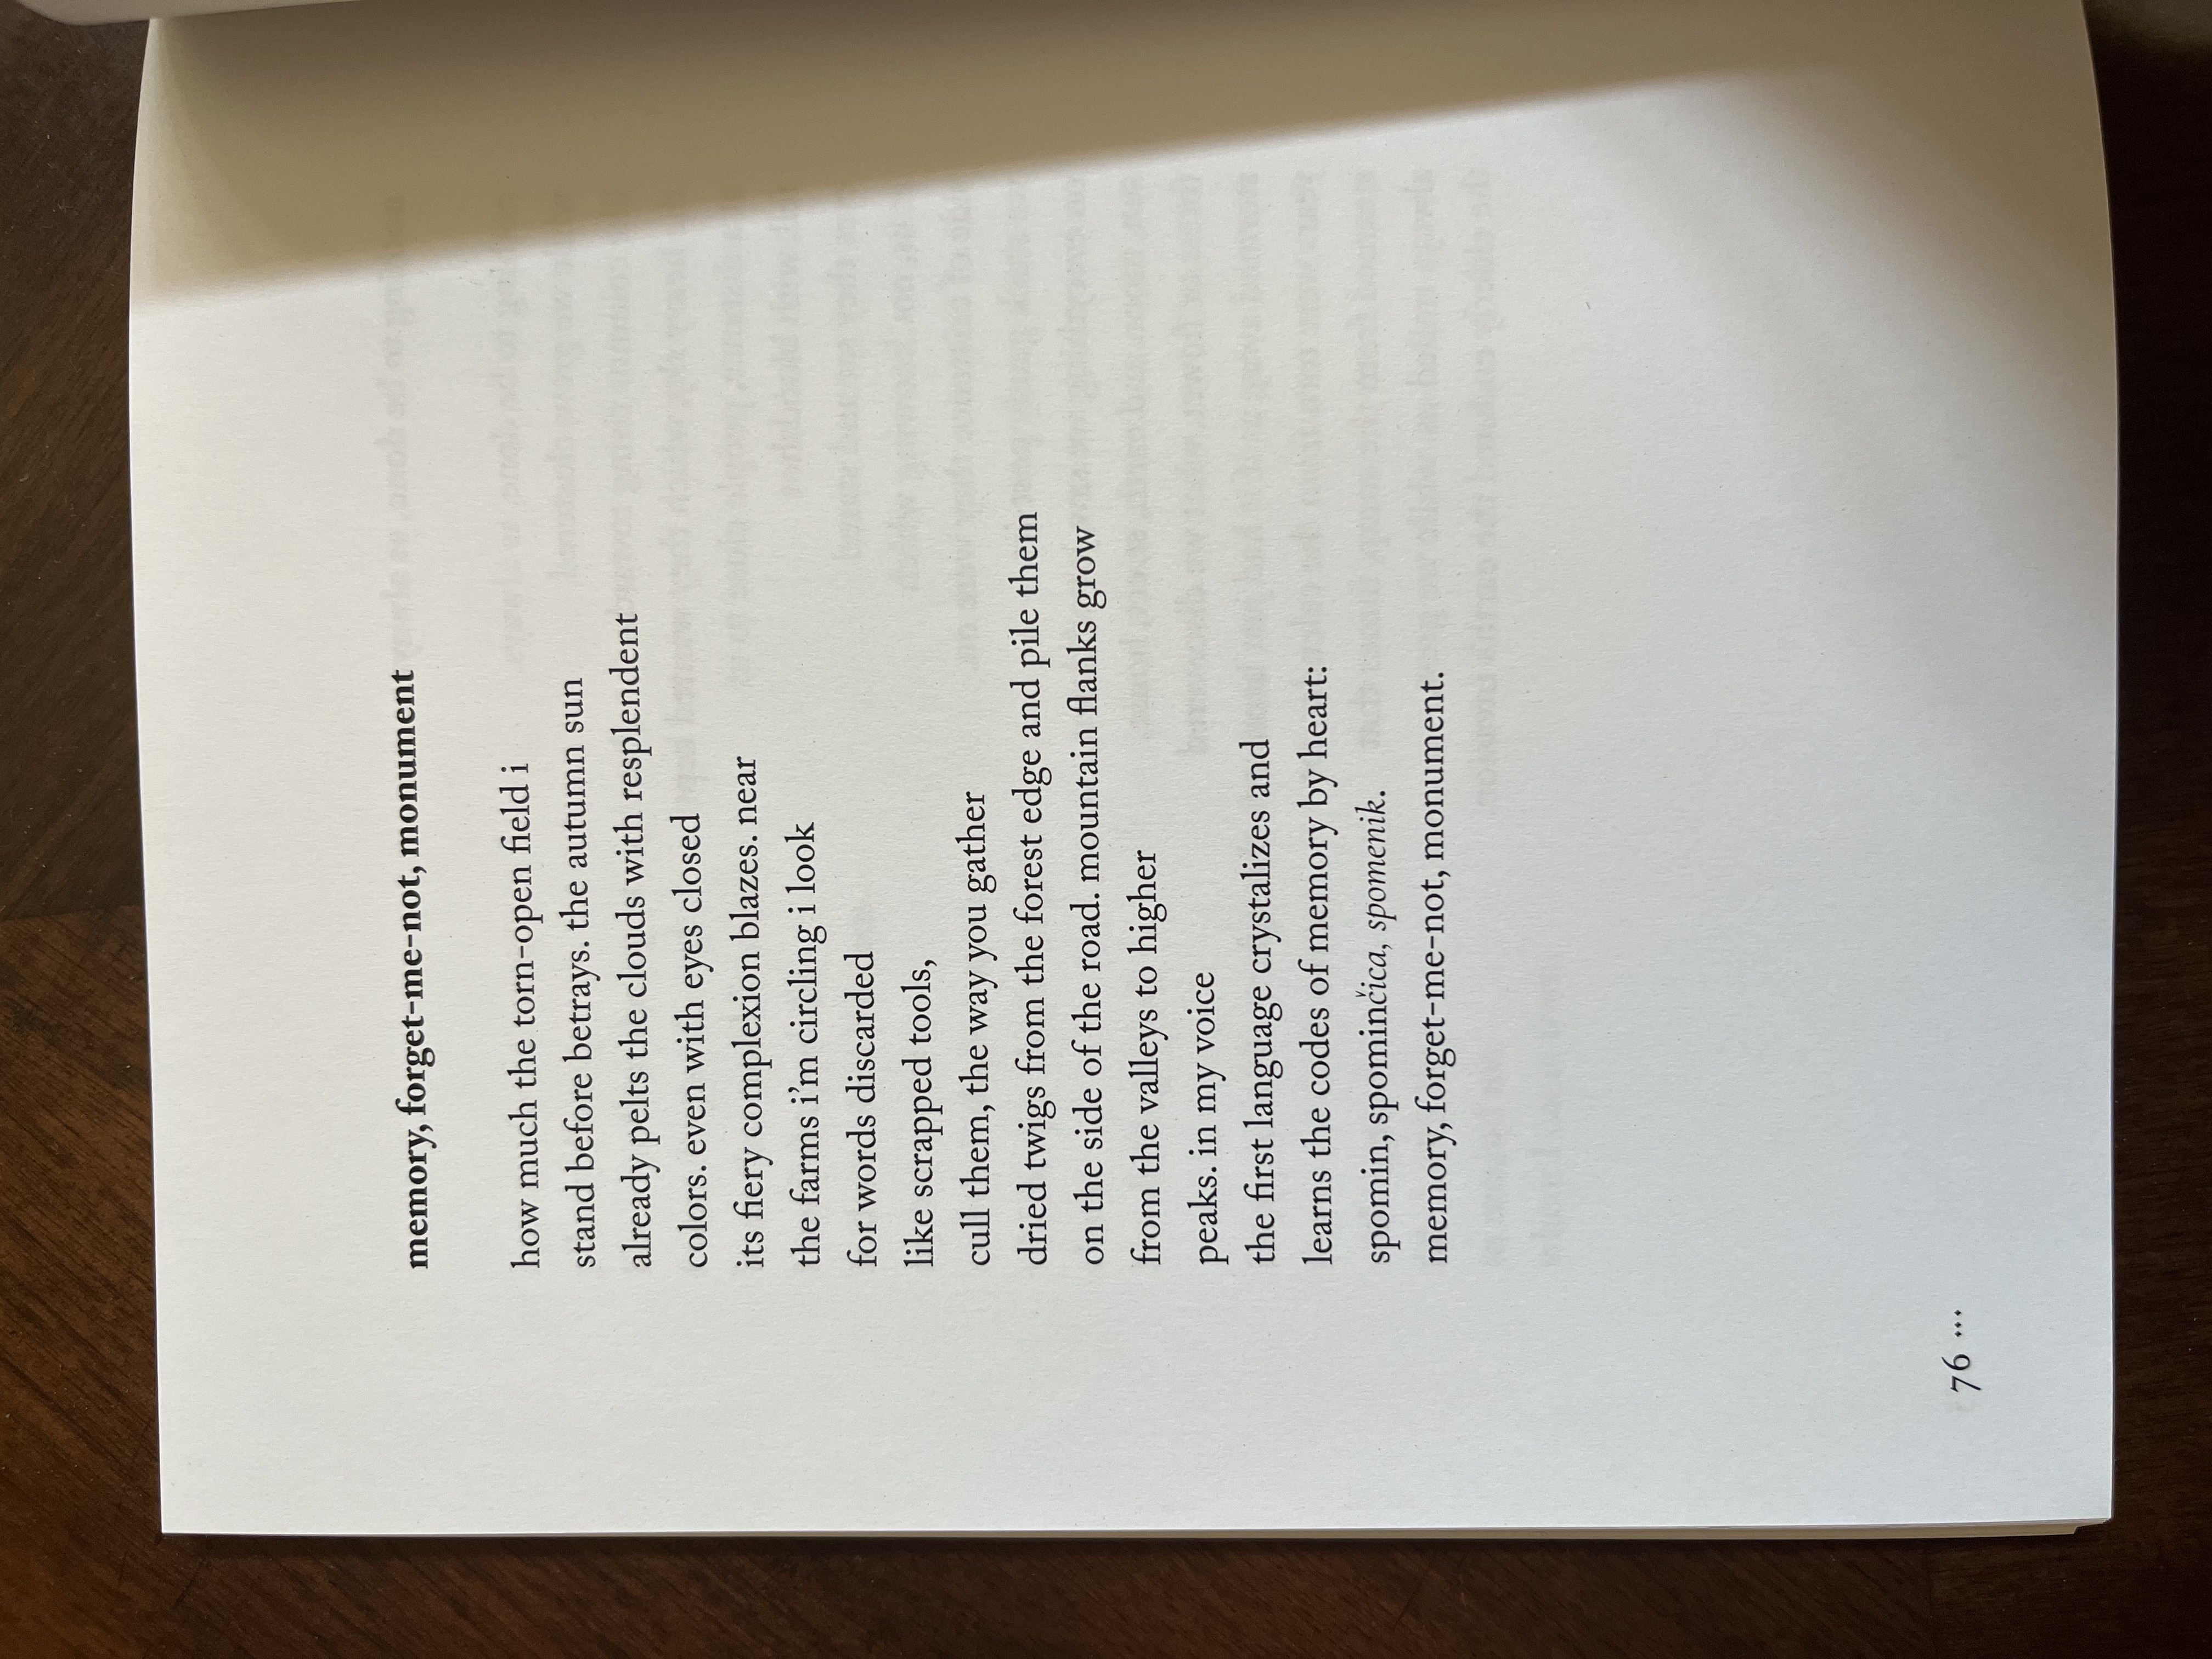 memory, forget-me-not, monument
how much the torn-open field i
stand before betrays. the autumn sun
already pelts the clouds with resplendent
colors. even with eyes closed
its fiery complexion blazes. near
the farms i'm circling i look
for words discarded
like scrapped tools,
cull them, the way you gather
dried twigs from the forest edge and pile them
on the side of the road. mountain flanks grow
from the valleys to higher
peaks. in my voice
the first language crystalizes and
learns the codes of memory by heart:
spomin, spominčica, spomenik.
memory, forget-me-not, monument.
76 ···